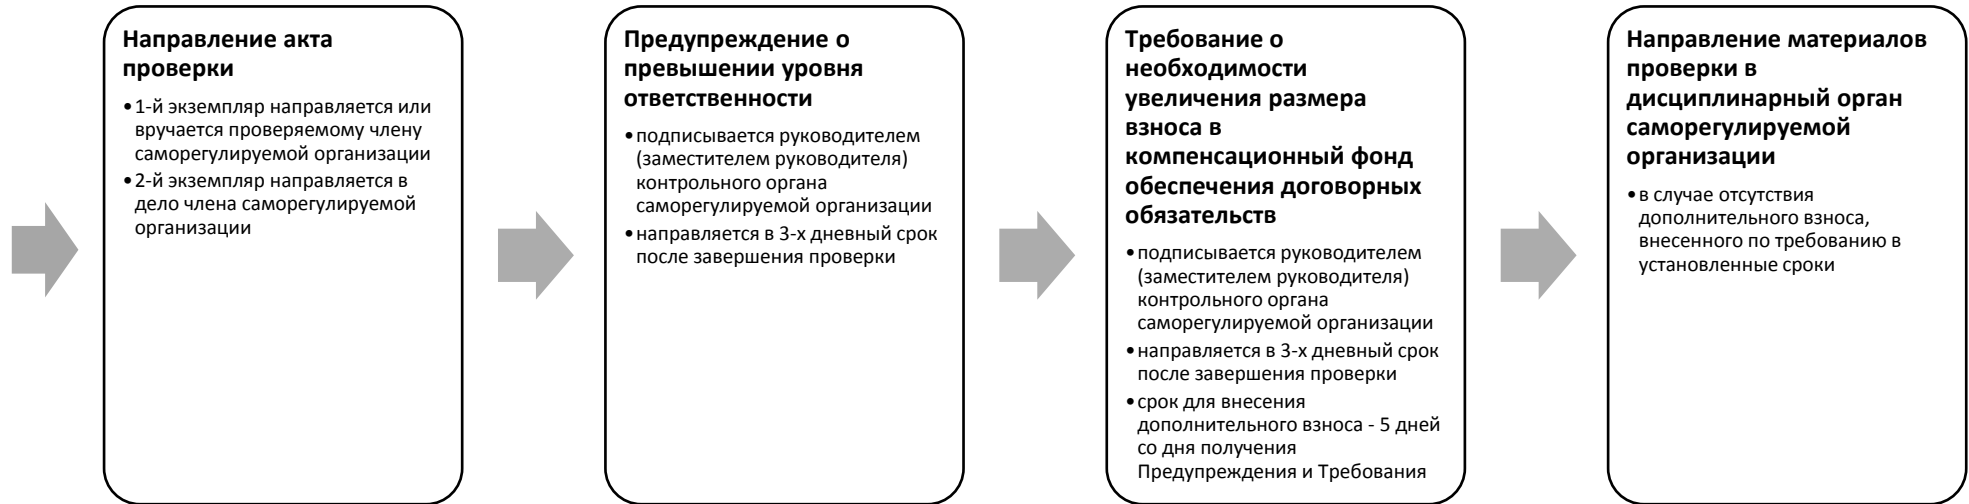 Направление акта
проверки
•1-й экземпляр направляется или
вручается проверяемому члену
саморегулируемой организации
•2-й экземпляр направляется в
дело члена саморегулируемой
организации
Предупреждение о
превышении уровня
ответственности
•подписывается руководителем
(заместителем руководителя)
контрольного органа
саморегулируемой организации
•направляется в 3-х дневный срок
после завершения проверки
Требование о
необходимости
увеличения размера
взноса в
компенсационный фонд
обеспечения договорных
обязательств
•подписывается руководителем
(заместителем руководителя)
контрольного органа
саморегулируемой организации
•направляется в 3-х дневный срок
после завершения проверки
•срок для внесения
дополнительного взноса - 5 дней
со дня получения
Предупреждения и Требования
Направление материалов
проверки в
дисциплинарный орган
саморегулируемой
организации
•в случае отсутствия
дополнительного взноса,
внесенного по требованию в
установленные сроки